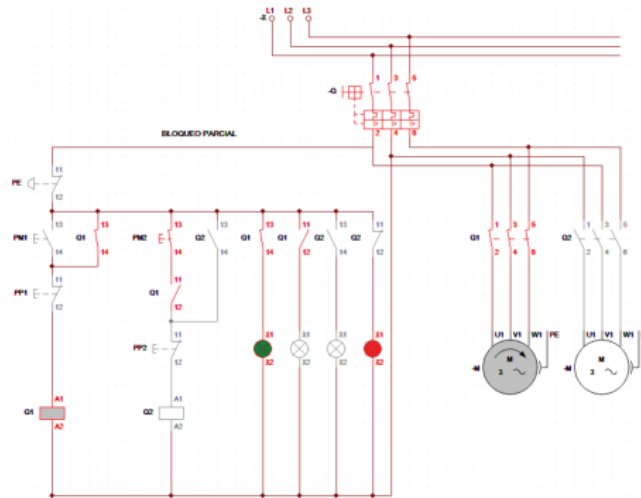 L1 L2 L3
-X
1 3 5
-Q
2 4 6
BLOQUEO PARCIAL
11
PE
12
13 13 13 13 13 11 13 11
PM1 Q1 PM2 Q2 Q1 Q1 Q2 Q2
14 14 14 14 14 12 14 12
1 3 5 1 3 5
Q1 Q2
2 4 6 2 4 6
11 11
PP1 Q1
12 12
11
PP2
12
X1 X1 X1 X1
X2 X2 X2 X2
U1 V1 W1 PE U1 V1 W1
M M
-M 3 -M 3
A1 A1
Q1 Q2
A2 A2